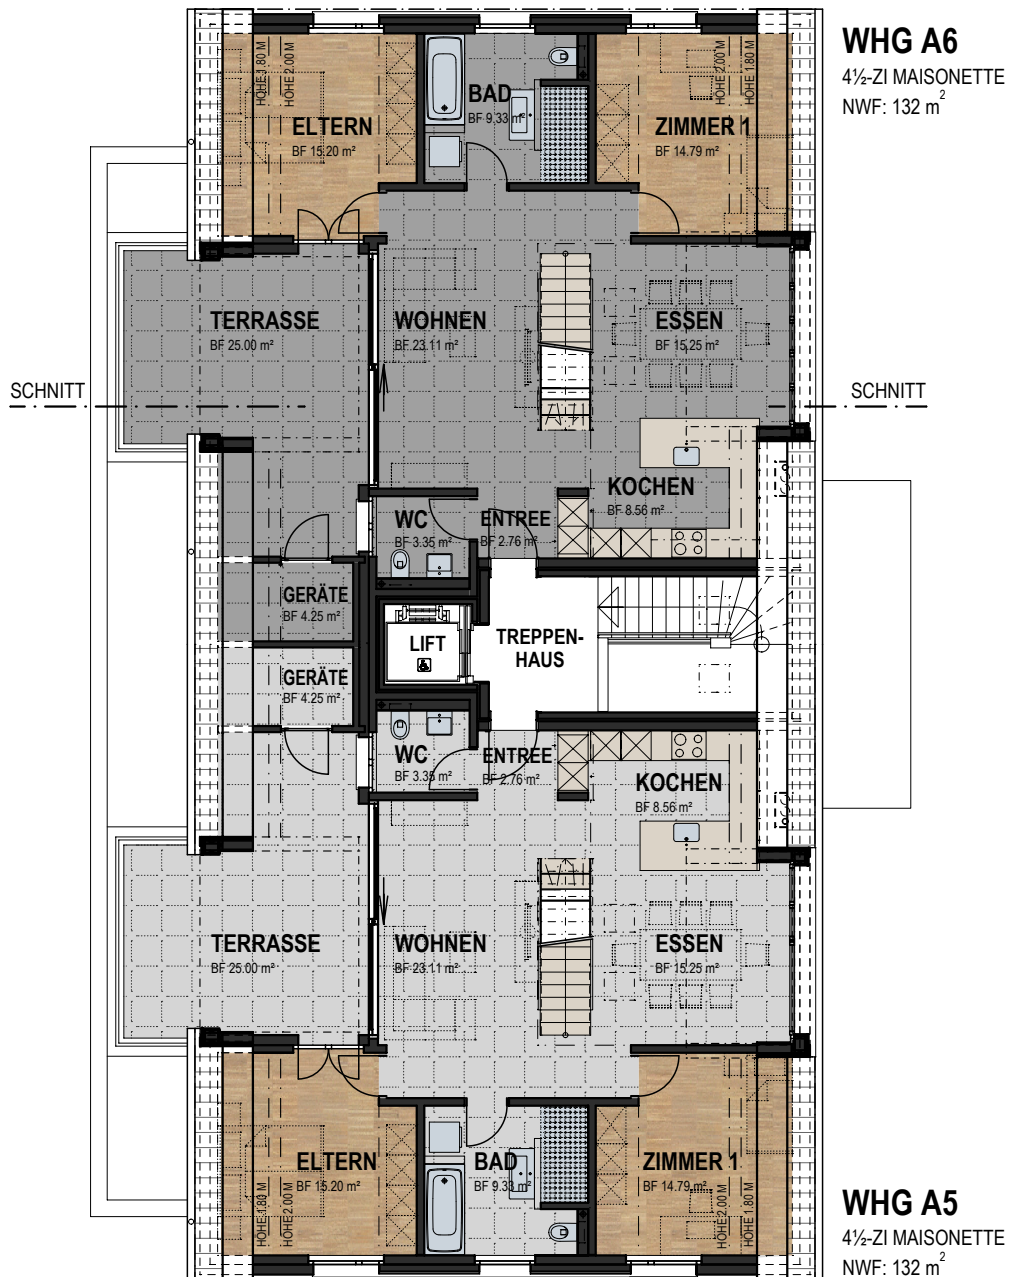 WHG A6
4½-ZI MAISONETTE
NWF: 132 m²
HÖHE 1.80 M
HÖHE 2.00 M
ELTERN
BF 15.20 m²
BAD
BF 9.33 m²
HÖHE 2.00 M
HÖHE 1.80 M
ZIMMER 1
BF 14.79 m²
TERRASSE
BF 25.00 m²
WOHNEN
BF 23.11 m²
ESSEN
BF 15.25 m²
SCHNITT
SCHNITT
KOCHEN
BF 8.56 m²
WC
BF 3.35 m²
ENTREE
BF 2.76 m²
GERÄTE
BF 4.25 m²
LIFT
TREPPEN-
HAUS
GERÄTE
BF 4.25 m²
WC
BF 3.35 m²
ENTREE
BF 2.76 m²
KOCHEN
BF 8.56 m²
TERRASSE
BF 25.00 m²
WOHNEN
BF 23.11 m²
ESSEN
BF 15.25 m²
ELTERN
BF 15.20 m²
HÖHE 1.80 M
HÖHE 2.00 M
BAD
BF 9.33 m²
ZIMMER 1
BF 14.79 m²
HÖHE 2.00 M
HÖHE 1.80 M
WHG A5
4½-ZI MAISONETTE
NWF: 132 m²